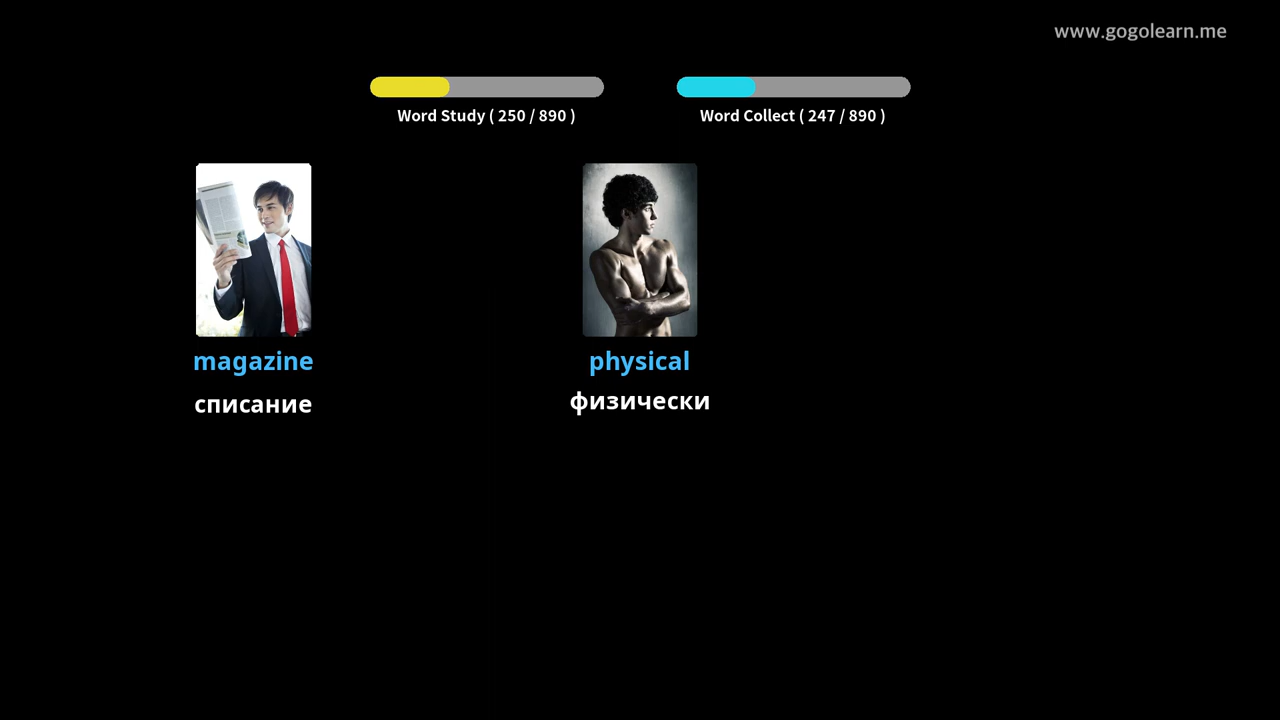 www.gogolearn.me
Word Study ( 250 / 890 )
Word Collect ( 247 / 890 )
magazine
списание
physical
физически